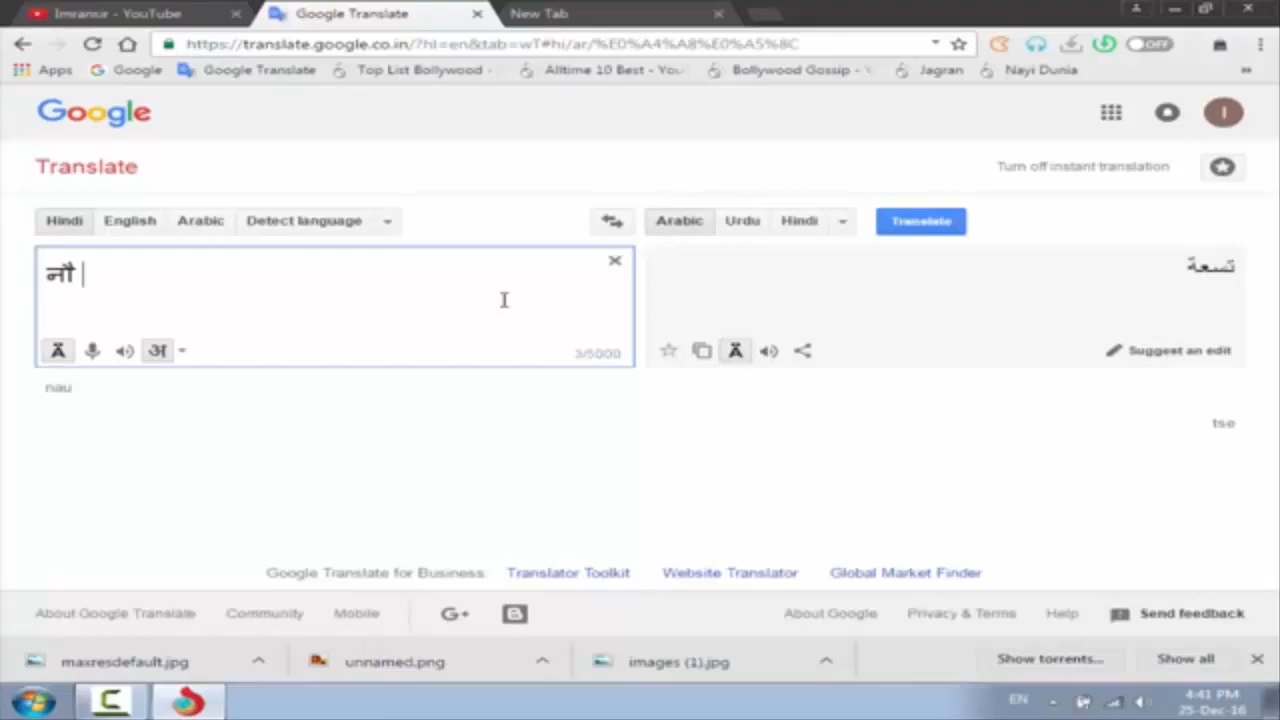 Imransir - YouTube
Google Translate
New Tab
https://translate.google.co.in/?hl=en&tab=wT#hi/ar/%E0%A4%A8%E0%A5%8C
OFF
Apps
Google
Google Translate
Top List Bollywood -
Alltime 10 Best - You
Bollywood Gossip -
Jagran
Nayi Dunia
Google
I
Translate
Turn off instant translation
Hindi English Arabic Detect language
Arabic Urdu Hindi
Translate
नौ
تسعة
Ä
अ
3/5000
Ä
Suggest an edit
nau
tse
Google Translate for Business: Translator Toolkit Website Translator Global Market Finder
About Google Translate Community Mobile G+ About Google Privacy & Terms Help Send feedback
maxresdefault.jpg
unnamed.png
images (1).jpg
Show torrents...
Show all
EN
4:41 PM
25-Dec-16